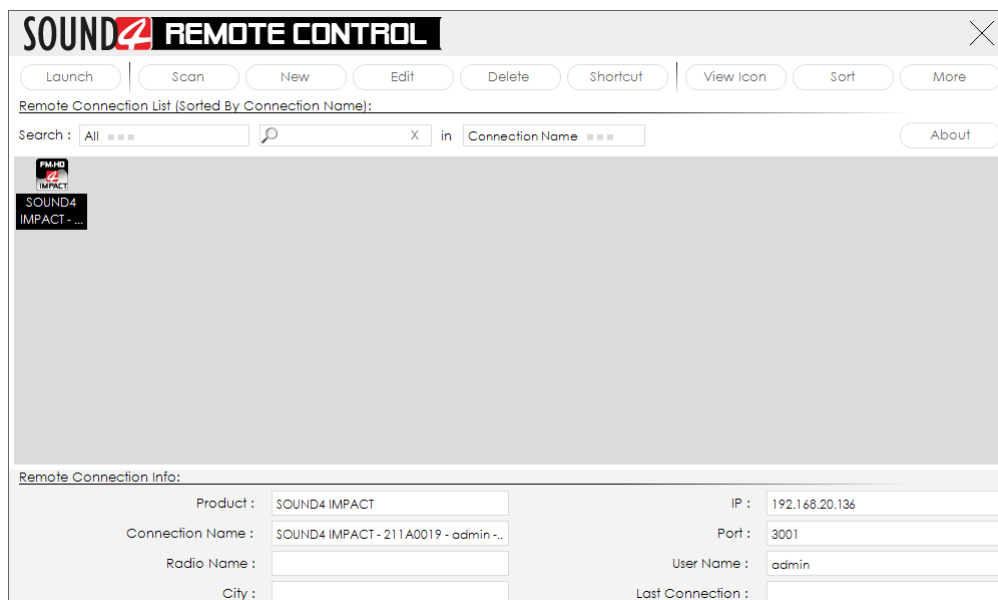 SOUND4 REMOTE CONTROL
Launch Scan New Edit Delete Shortcut View Icon Sort More
Remote Connection List (Sorted By Connection Name):
Search : All X in Connection Name About
FM-HD
4
IMPACT
SOUND4
IMPACT - ...
Remote Connection Info:
Product : SOUND4 IMPACT IP : 192.168.20.136
Connection Name : SOUND4 IMPACT - 211A0019 - admin -.. Port : 3001
Radio Name : User Name : admin
City : Last Connection :